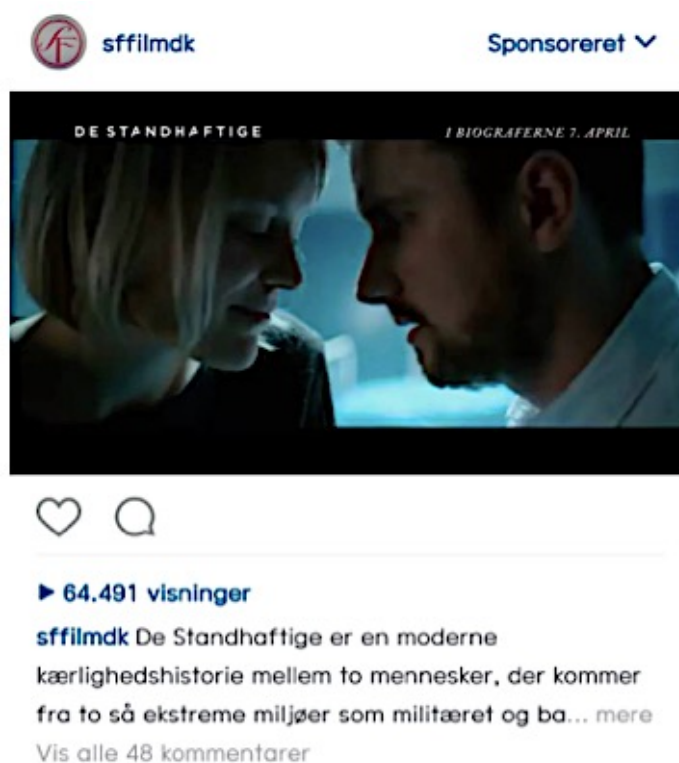 sffilmdk Sponsoreret
DE STANDHAFTIGE I BIOGRAFERNE 7. APRIL
64.491 visninger
sffilmdk De Standhaftige er en moderne
kærlighedshistorie mellem to mennesker, der kommer
fra to så ekstreme miljøer som militæret og ba... mere
Vis alle 48 kommentarer